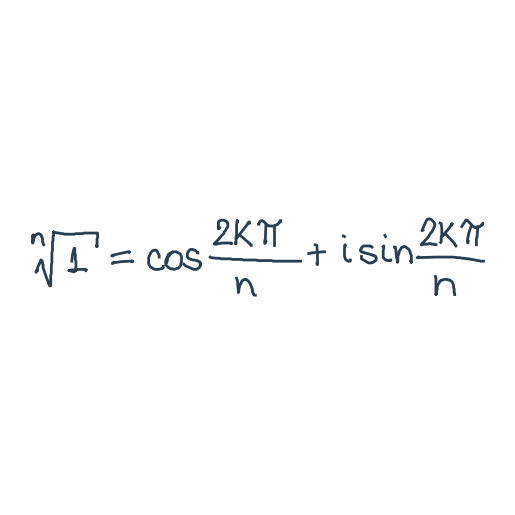 ⁿ√1 = cos 2Kπ/n + i sin 2Kπ/n